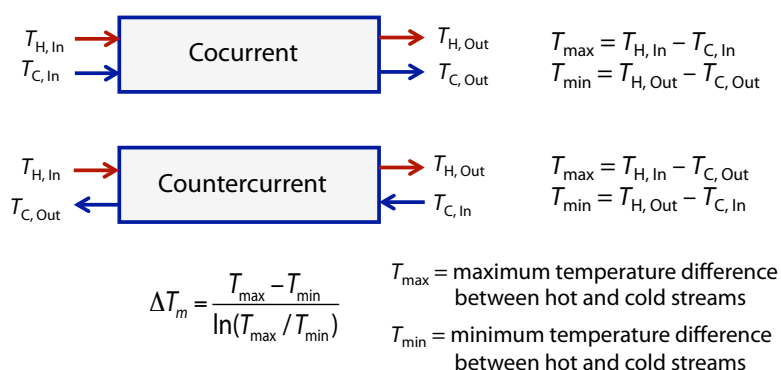 T_H, In
T_C, In
Cocurrent
T_H, Out
T_C, Out
T_max = T_H, In – T_C, In
T_min = T_H, Out – T_C, Out
T_H, In
T_C, Out
Countercurrent
T_H, Out
T_C, In
T_max = T_H, In – T_C, Out
T_min = T_H, Out – T_C, In
ΔT_m = (T_max – T_min) / ln(T_max / T_min)
T_max = maximum temperature difference
between hot and cold streams
T_min = minimum temperature difference
between hot and cold streams